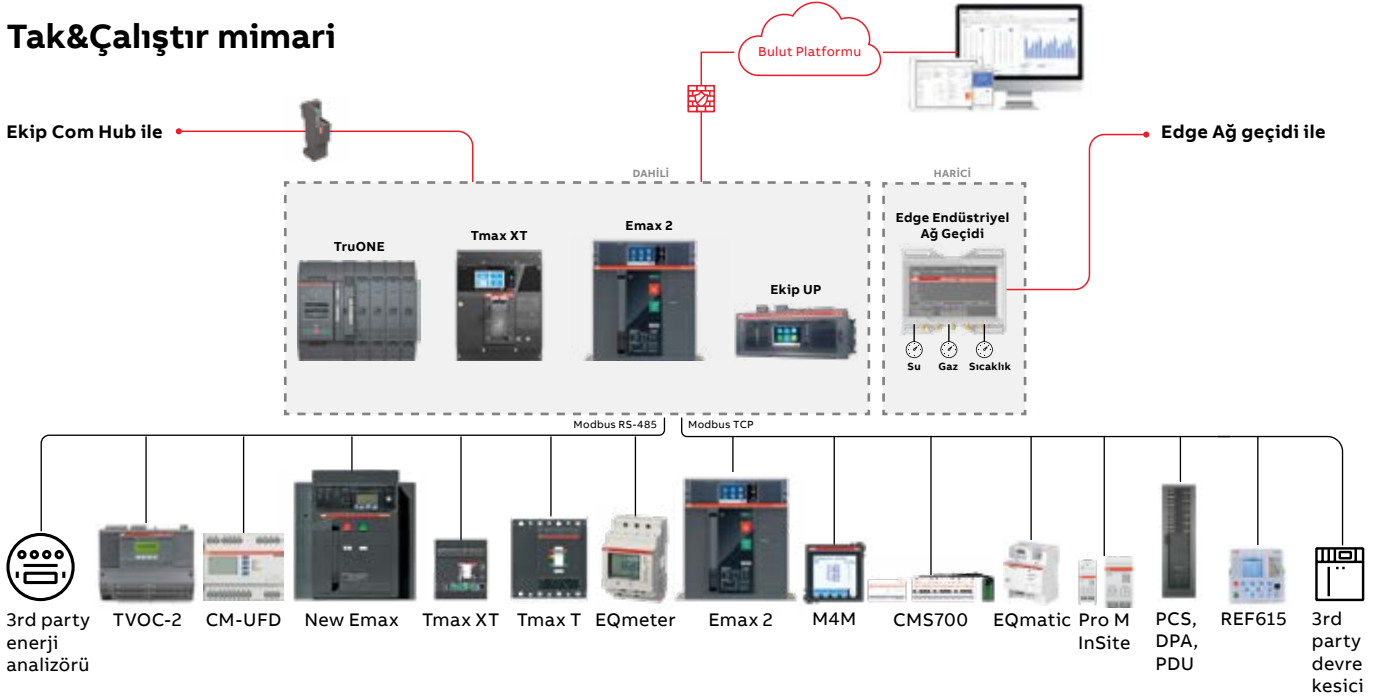 Tak&Çalıştır mimari
Bulut Platformu
Ekip Com Hub ile
Edge Ağ geçidi ile
DAHİLİ
HARİCİ
TruONE
Tmax XT
Emax 2
Ekip UP
Edge Endüstriyel
Ağ Geçidi
Su
Gaz
Sıcaklık
Modbus RS-485
Modbus TCP
3rd party
enerji
analizörü
TVOC-2
CM-UFD
New Emax
Tmax XT
Tmax T
EQmeter
Emax 2
M4M
CMS700
EQmatic
Pro M
InSite
PCS,
DPA,
PDU
REF615
3rd
party
devre
kesici